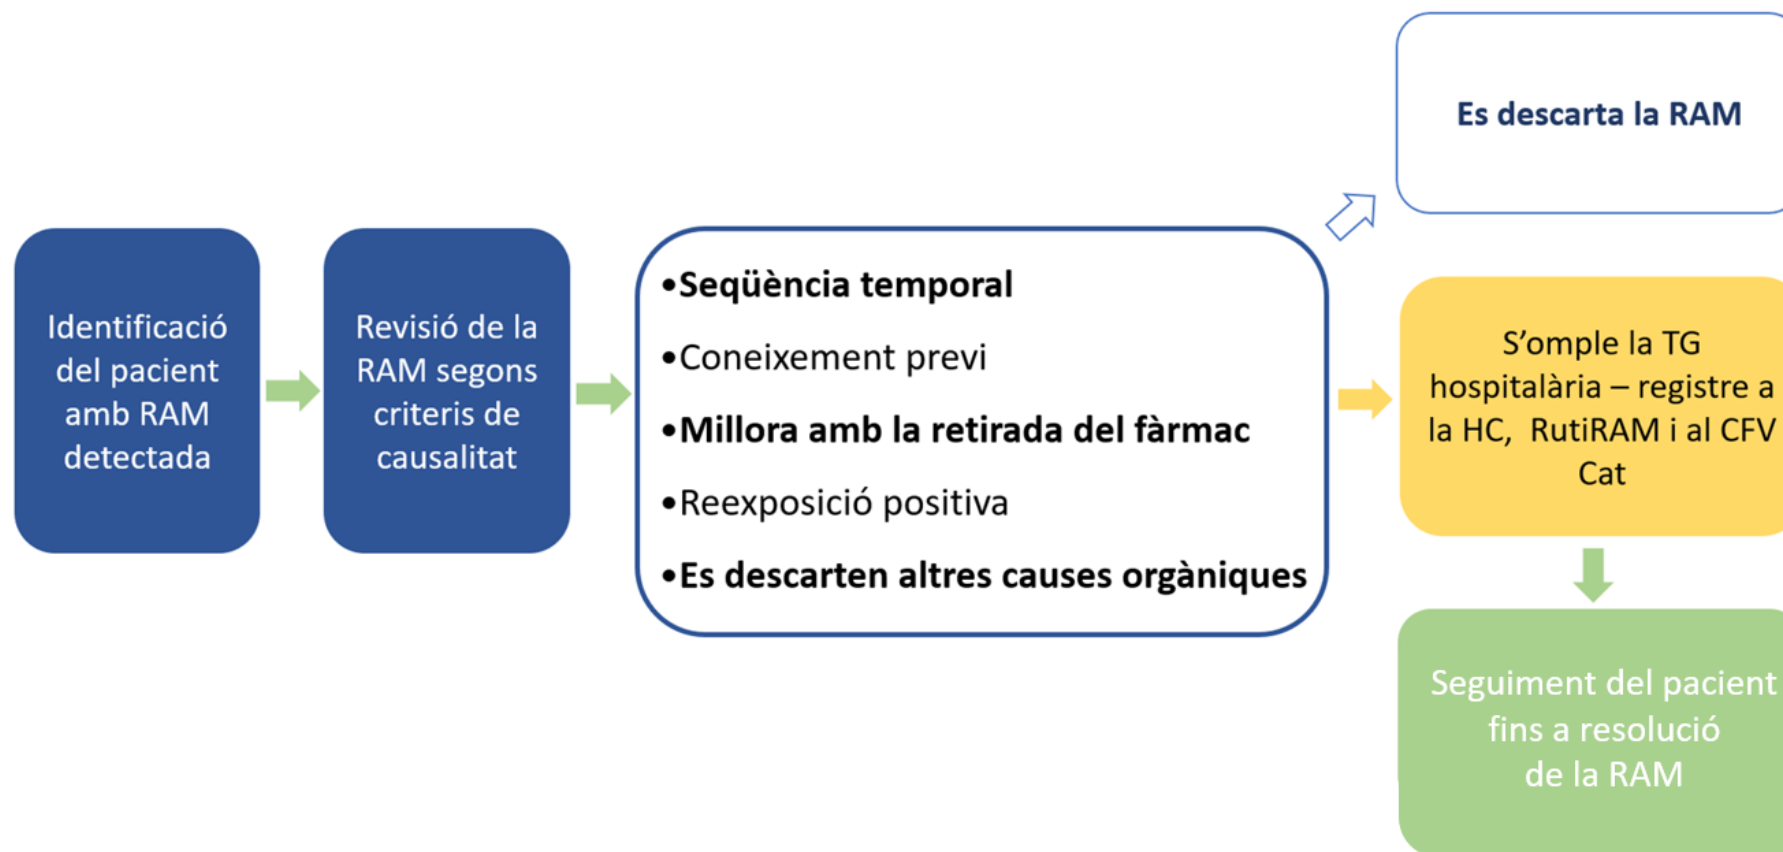 Identificació
del pacient
amb RAM
detectada
Revisió de la
RAM segons
criteris de
causalitat
•Seqüència temporal
•Coneixement previ
•Millora amb la retirada del fàrmac
•Reexposició positiva
•Es descarten altres causes orgàniques
Es descarta la RAM
S’omple la TG
hospitalària – registre a
la HC, RutiRAM i al CFV
Cat
Seguiment del pacient
fins a resolució
de la RAM